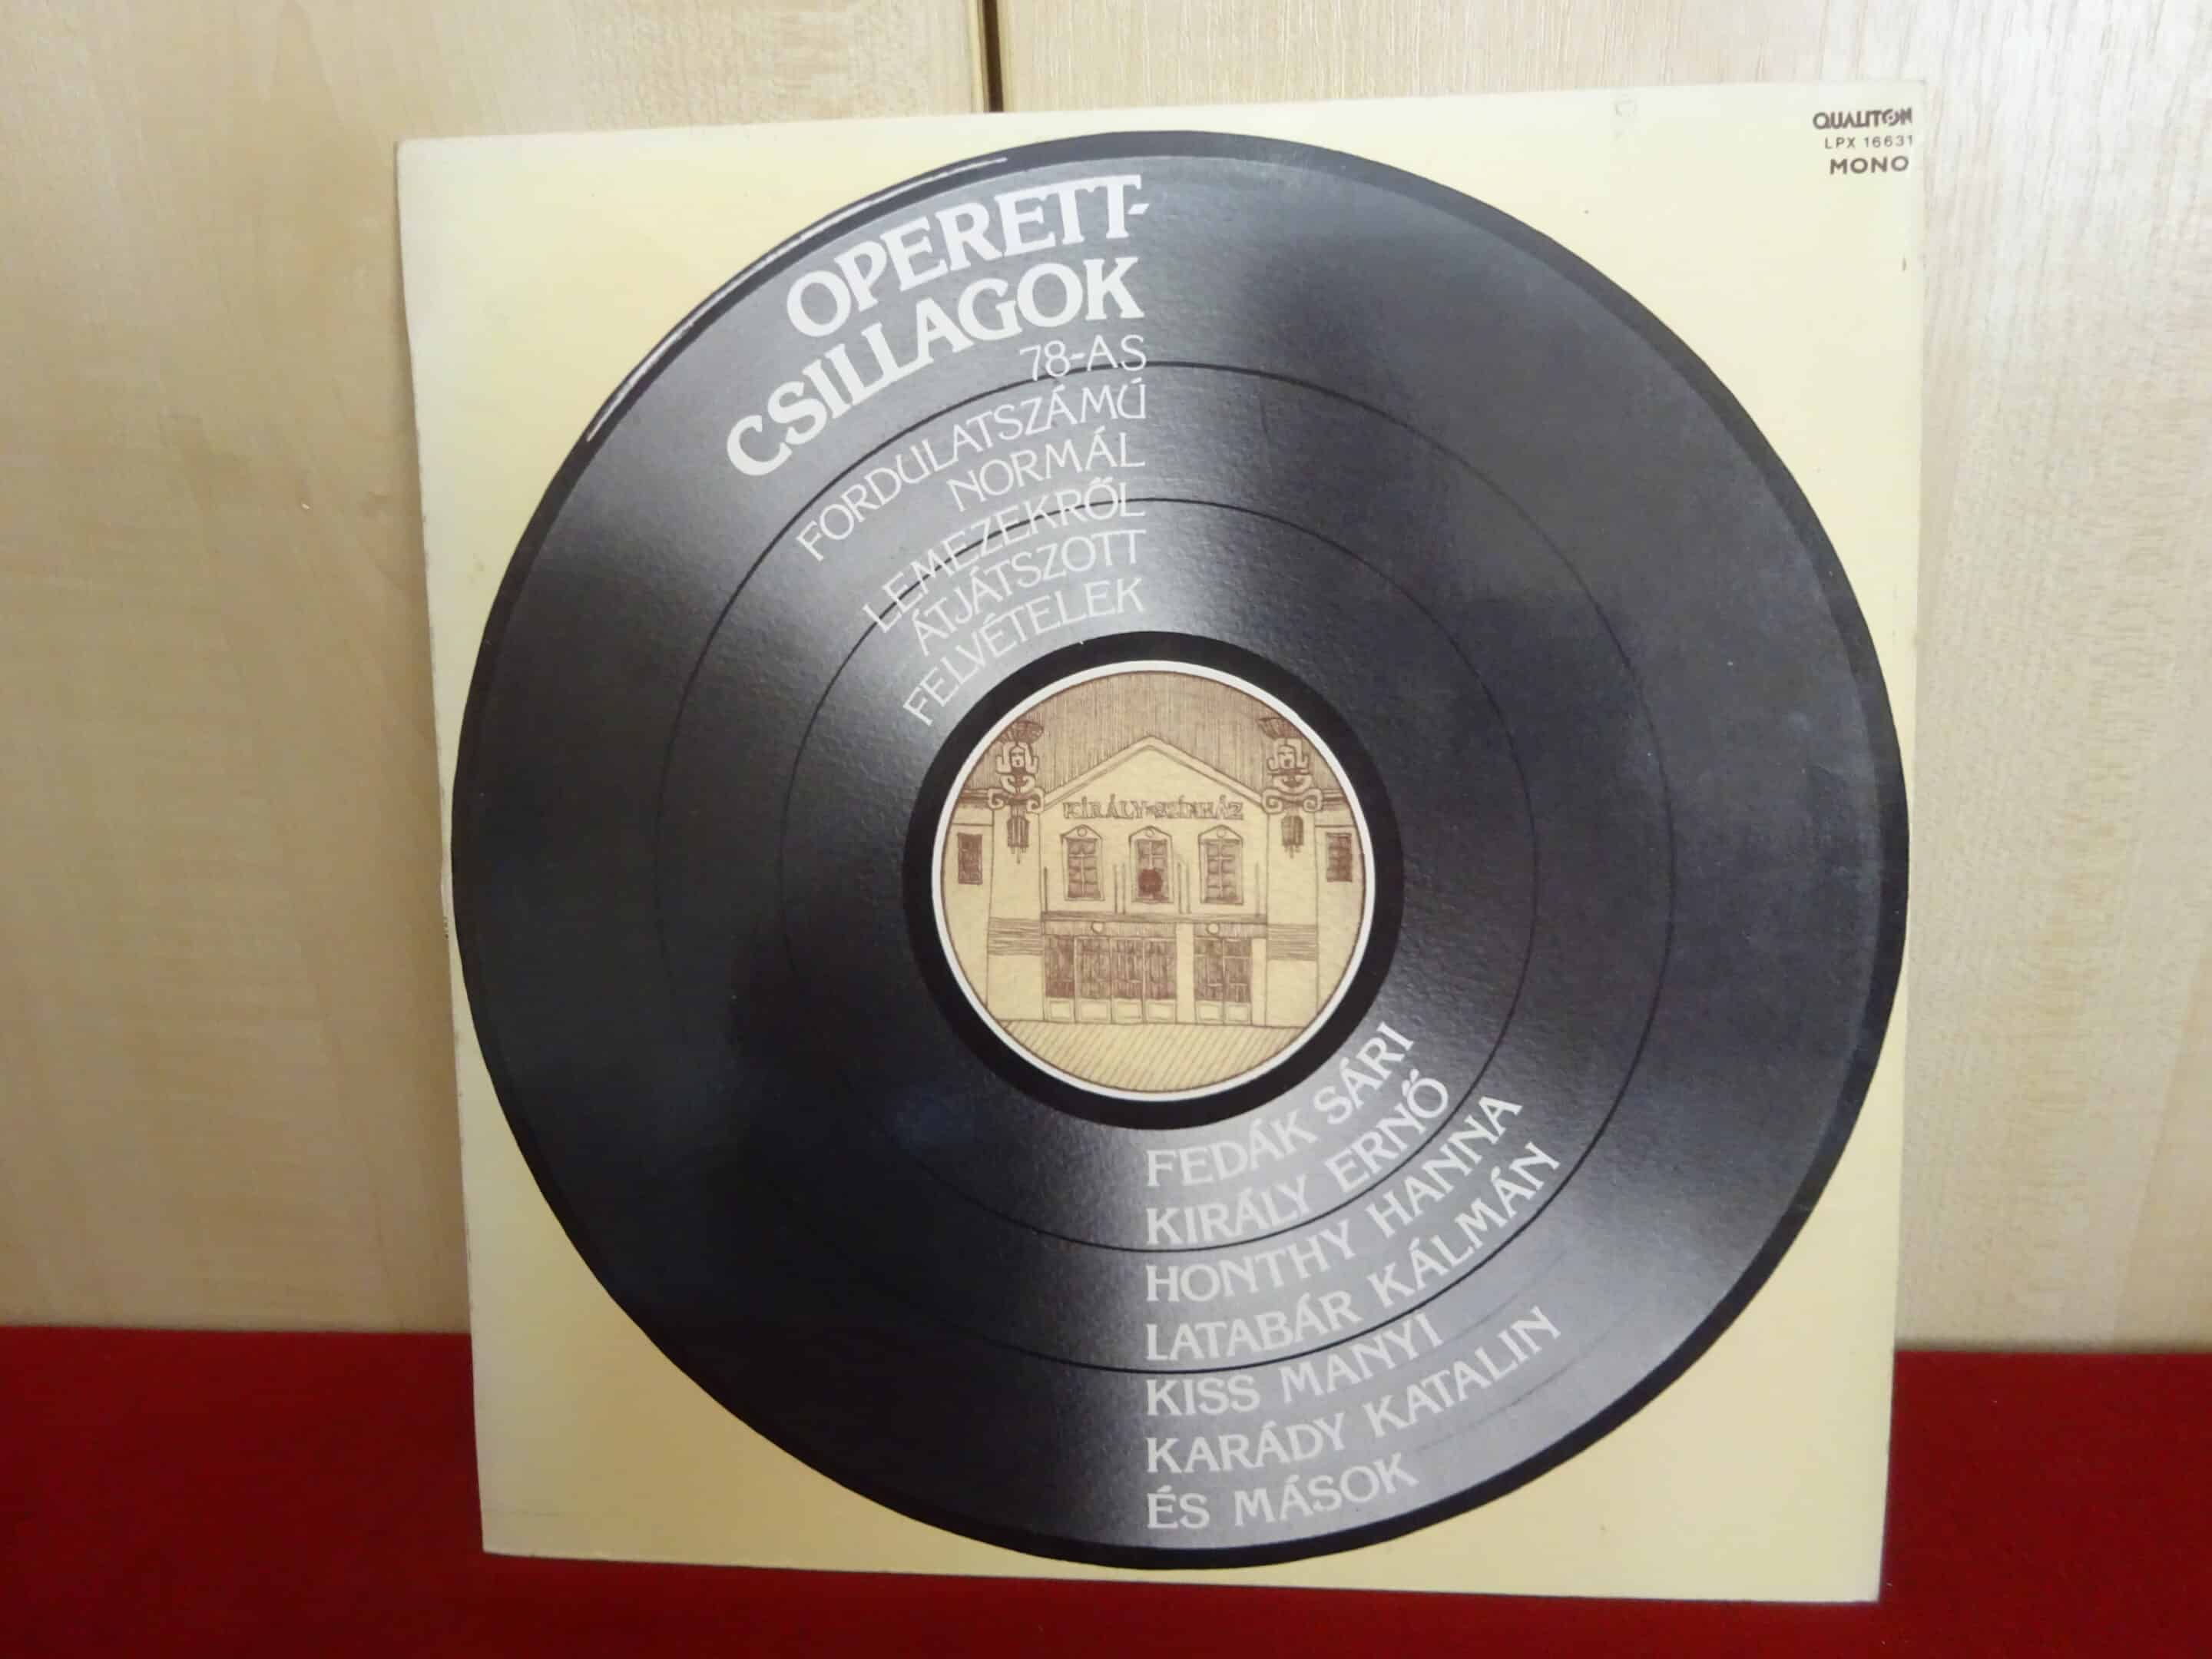 QUALITON
LPX 16631
MONO
OPERETT-
CSILLAGOK
78-AS
FORDULATSZÁMÚ
NORMÁL
LEMEZEKRŐL
ÁTJÁTSZOTT
FELVÉTELEK
KIRÁLY-SZÍNHÁZ
FEDÁK SÁRI
KIRÁLY ERNŐ
HONTHY HANNA
LATABÁR KÁLMÁN
KISS MANYI
KARÁDY KATALIN
ÉS MÁSOK